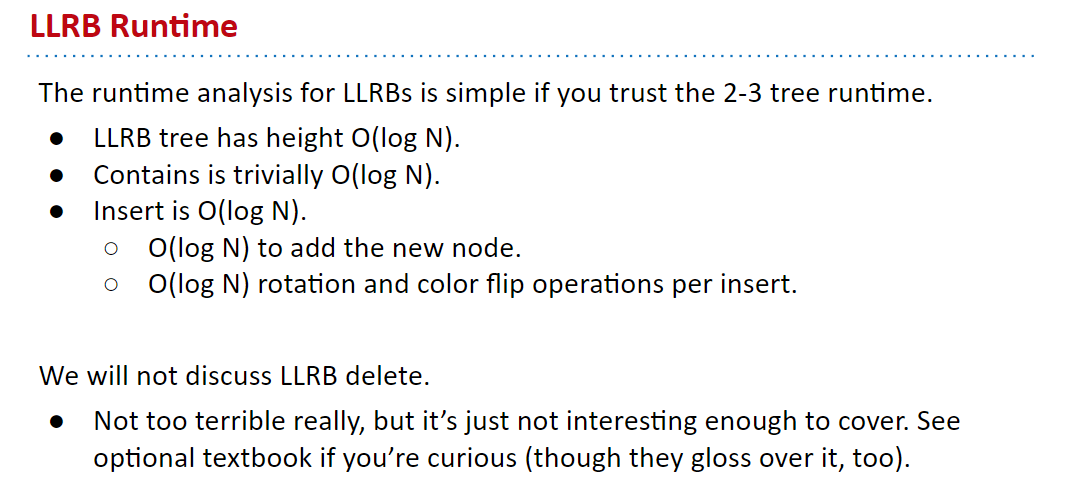 LLRB Runtime
The runtime analysis for LLRBs is simple if you trust the 2-3 tree runtime.
● LLRB tree has height O(log N).
● Contains is trivially O(log N).
● Insert is O(log N).
○ O(log N) to add the new node.
○ O(log N) rotation and color flip operations per insert.
We will not discuss LLRB delete.
● Not too terrible really, but it’s just not interesting enough to cover. See
optional textbook if you’re curious (though they gloss over it, too).